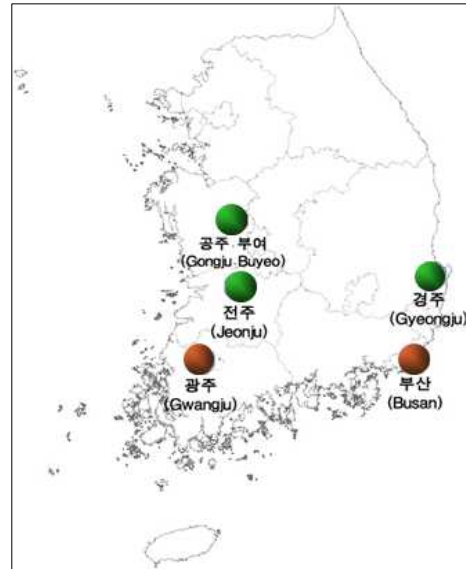 공주 부여
(Gongju Buyeo)
전주
(Jeonju)
경주
(Gyeongju)
광주
(Gwangju)
부산
(Busan)